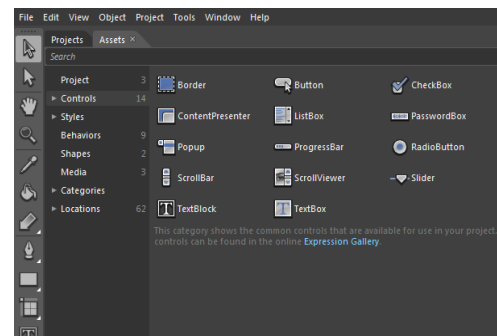 File Edit View Object Project Tools Window Help
Projects Assets ×
Search
Project 3
Controls 14
Styles
Behaviors 9
Shapes 2
Media 3
Categories
Locations 62
Border Button CheckBox
ContentPresenter ListBox PasswordBox
Popup ProgressBar RadioButton
ScrollBar ScrollViewer Slider
TextBlock TextBox
This category shows the common controls that are available for use in your project.
controls can be found in the online Expression Gallery.